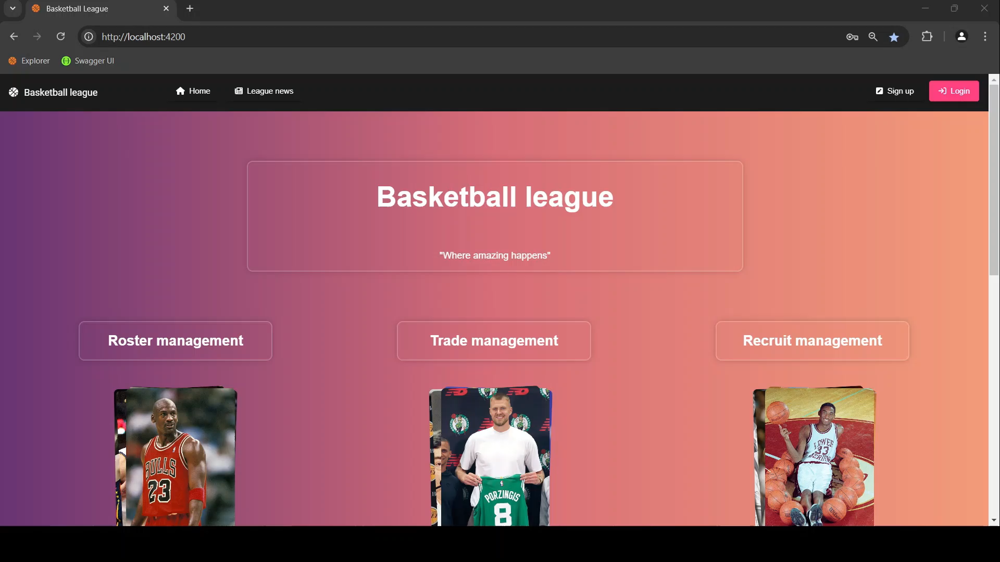 Basketball League
http://localhost:4200
Explorer
Swagger UI
Basketball league
Home
League news
Sign up
Login
Basketball league
"Where amazing happens"
Roster management
Trade management
Recruit management
BULLS
23
PORZINGIS
8
LOWER
33
MERION